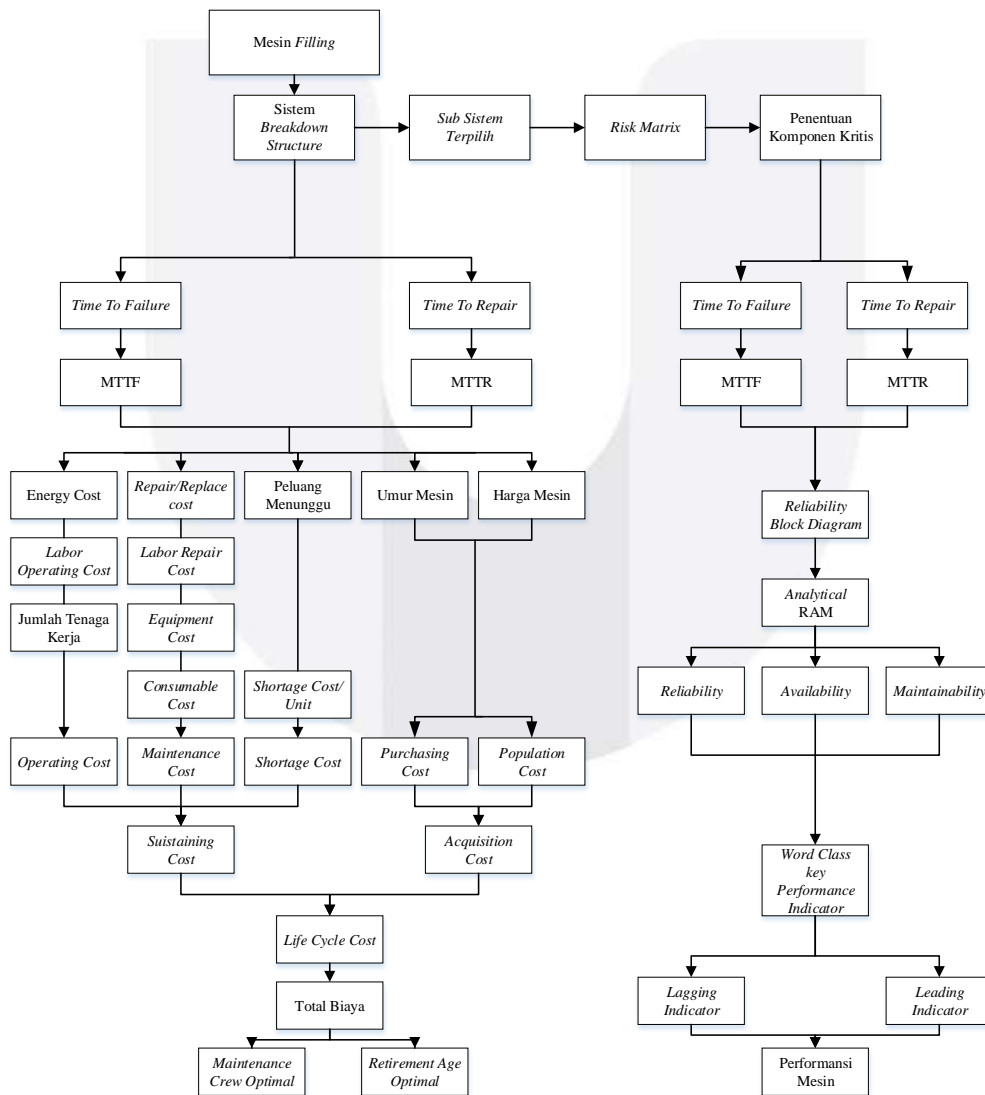 Mesin Filling
Sistem
Breakdown
Structure
Sub Sistem
Terpilih
Risk Matrix
Penentuan
Komponen Kritis
Time To Failure
Time To Repair
Time To Failure
Time To Repair
MTTF
MTTR
MTTF
MTTR
Energy Cost
Repair/Replace
cost
Peluang
Menunggu
Umur Mesin
Harga Mesin
Reliability
Block Diagram
Labor
Operating Cost
Labor Repair
Cost
Jumlah Tenaga
Kerja
Equipment
Cost
Analytical
RAM
Consumable
Cost
Shortage Cost/
Unit
Reliability
Availability
Maintainability
Operating Cost
Maintenance
Cost
Shortage Cost
Purchasing
Cost
Population
Cost
Suistaining
Cost
Acquisition
Cost
Word Class
key
Performance
Indicator
Life Cycle Cost
Total Biaya
Lagging
Indicator
Leading
Indicator
Maintenance
Crew Optimal
Retirement Age
Optimal
Performansi
Mesin